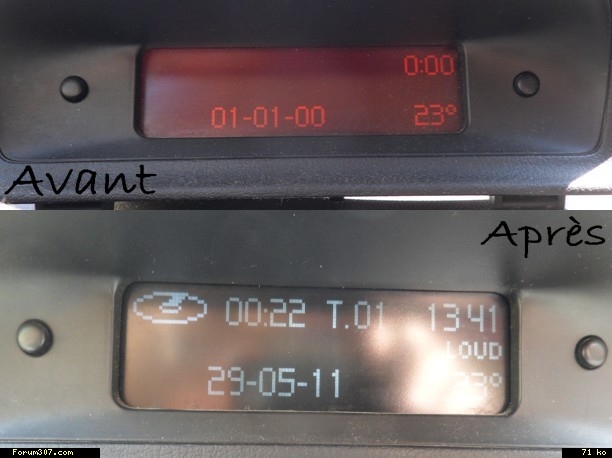 0:00
01-01-00 23°
Avant
Après
00:22 T.01 13:41
LOUD
29-05-11 23°
Forum307.com 71 ko